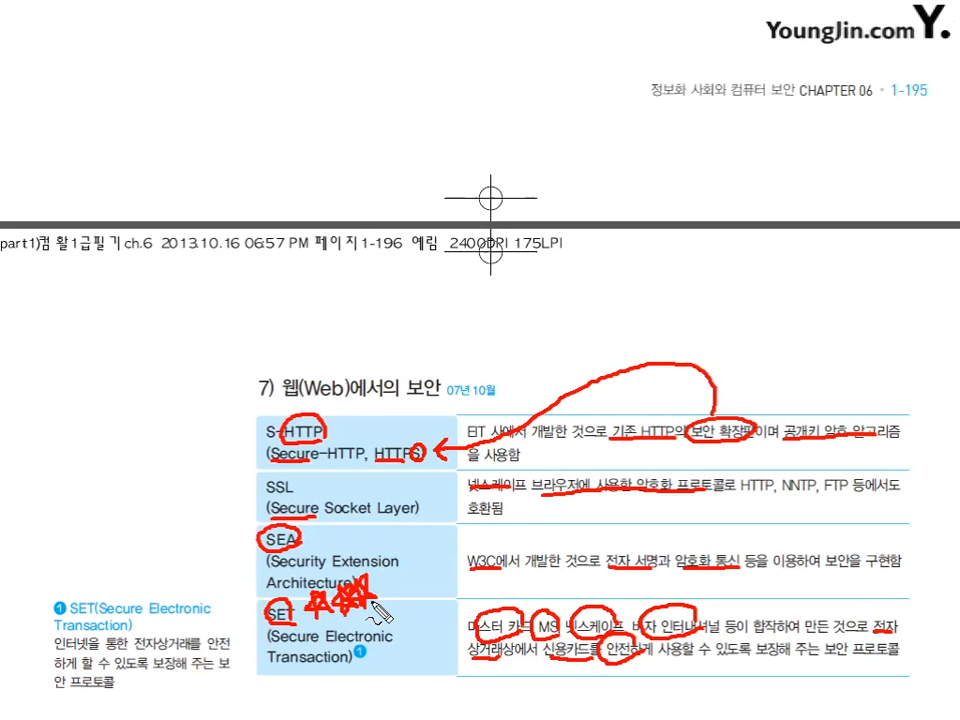 YoungJin.com Y.
정보화 사회와 컴퓨터 보안 CHAPTER 06 • 1-195
part1)컴활1급필기ch.6 2013.10.16 06:57 PM 페이지1-196 예림 2400DPI 175LPI
7) 웹(Web)에서의 보안 07년 10월
S-HTTP
(Secure-HTTP, HTTPS)
EIT 사에서 개발한 것으로 기존 HTTP의 보안 확장판이며 공개키 암호 알고리즘
을 사용함
SSL
(Secure Socket Layer)
넷스케이프 브라우저에 사용한 암호화 프로토콜로 HTTP, NNTP, FTP 등에서도
호환됨
SEA
(Security Extension
Architecture)
W3C에서 개발한 것으로 전자 서명과 암호화 통신 등을 이용하여 보안을 구현함
SET
(Secure Electronic
Transaction)❶
마스터 카드, MS, 넷스케이프, 비자 인터내셔널 등이 합작하여 만든 것으로 전자
상거래상에서 신용카드를 안전하게 사용할 수 있도록 보장해 주는 보안 프로토콜
❶ SET(Secure Electronic
Transaction)
인터넷을 통한 전자상거래를 안전
하게 할 수 있도록 보장해 주는 보
안 프로토콜